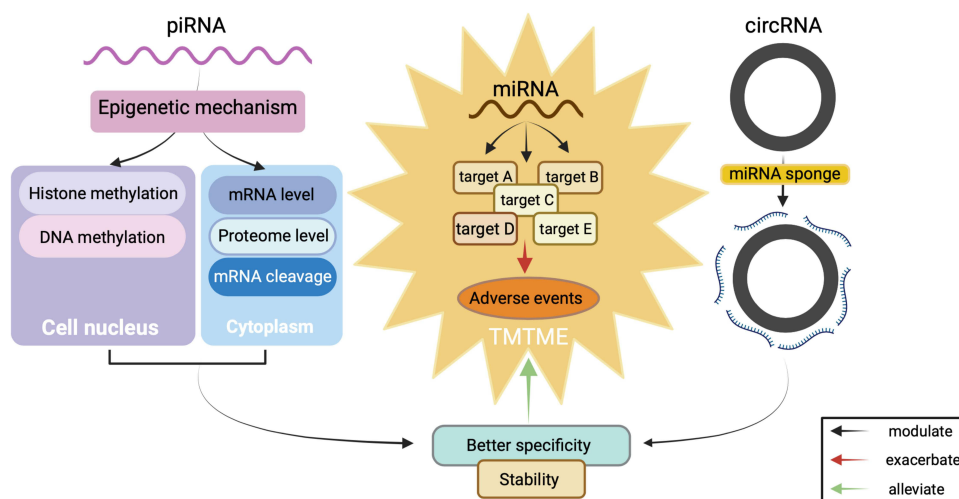 piRNA
Epigenetic mechanism
Histone methylation
DNA methylation
Cell nucleus
mRNA level
Proteome level
mRNA cleavage
Cytoplasm
miRNA
target A
target B
target C
target D
target E
Adverse events
TMTME
circRNA
miRNA sponge
Better specificity
Stability
modulate
exacerbate
alleviate